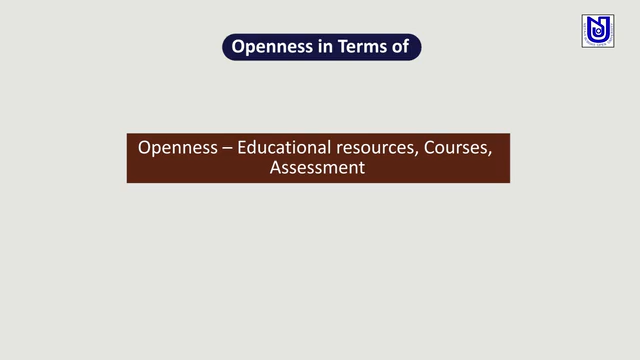 Openness in Terms of
Openness – Educational resources, Courses,
Assessment